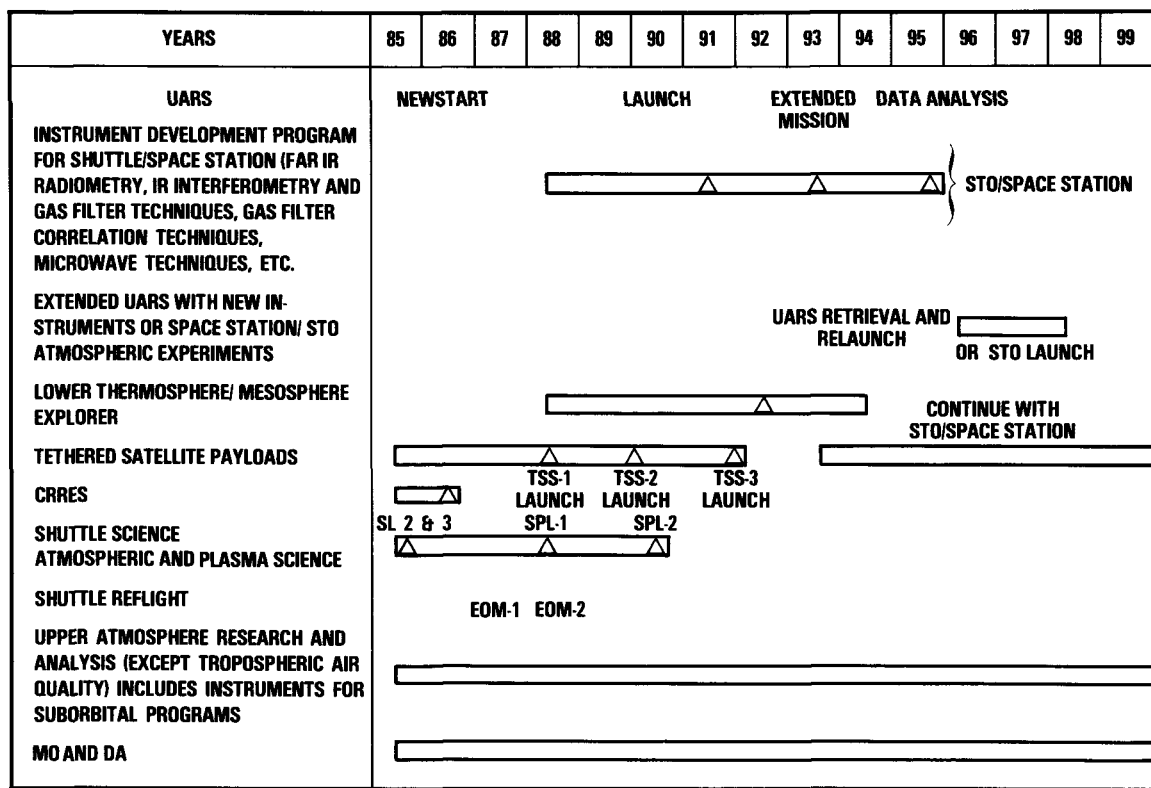 YEARS 85 86 87 88 89 90 91 92 93 94 95 96 97 98 99
UARS NEWSTART LAUNCH EXTENDED DATA ANALYSIS
MISSION
INSTRUMENT DEVELOPMENT PROGRAM
FOR SHUTTLE/SPACE STATION (FAR IR
RADIOMETRY, IR INTERFEROMETRY AND STO/SPACE STATION
GAS FILTER TECHNIQUES, GAS FILTER
CORRELATION TECHNIQUES,
MICROWAVE TECHNIQUES, ETC.
EXTENDED UARS WITH NEW IN-
STRUMENTS OR SPACE STATION/ STO UARS RETRIEVAL AND
RELAUNCH
ATMOSPHERIC EXPERIMENTS OR STO LAUNCH
LOWER THERMOSPHERE/ MESOSPHERE
EXPLORER CONTINUE WITH
STO/SPACE STATION
TETHERED SATELLITE PAYLOADS
TSS-1 TSS-2 TSS-3
CRRES LAUNCH LAUNCH LAUNCH
SL 2 & 3 SPL-1 SPL-2
SHUTTLE SCIENCE
ATMOSPHERIC AND PLASMA SCIENCE
SHUTTLE REFLIGHT EOM-1 EOM-2
UPPER ATMOSPHERE RESEARCH AND
ANALYSIS (EXCEPT TROPOSPHERIC AIR
QUALITY) INCLUDES INSTRUMENTS FOR
SUBORBITAL PROGRAMS
MO AND DA